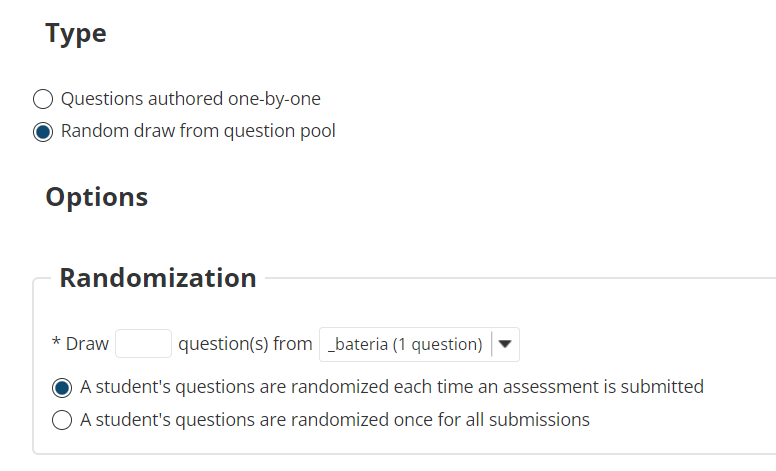 Type
Questions authored one-by-one
Random draw from question pool
Options
Randomization
* Draw question(s) from _bateria (1 question)
A student's questions are randomized each time an assessment is submitted
A student's questions are randomized once for all submissions